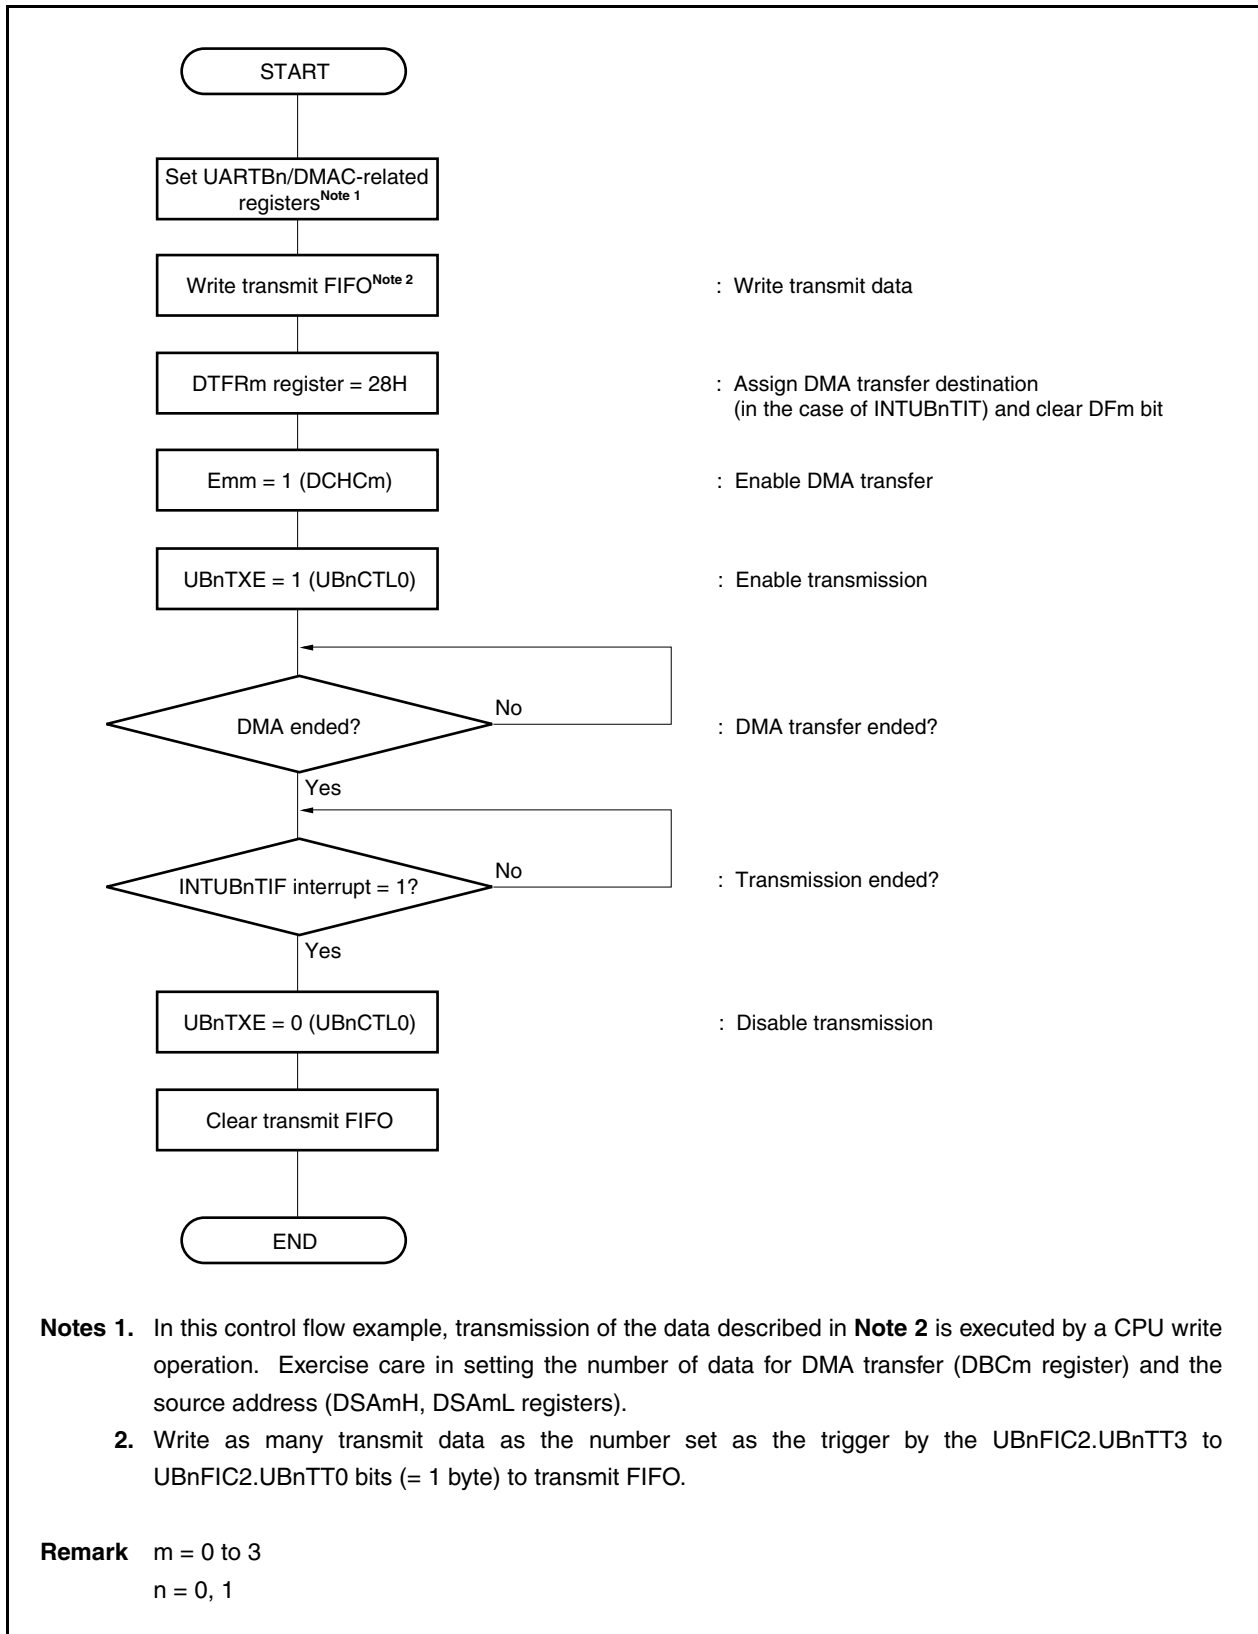 START
Set UARTBn/DMAC-related
registersNote 1
Write transmit FIFONote 2
: Write transmit data
DTFRm register = 28H
: Assign DMA transfer destination
(in the case of INTUBnTIT) and clear DFm bit
Emm = 1 (DCHCm)
: Enable DMA transfer
UBnTXE = 1 (UBnCTL0)
: Enable transmission
No
DMA ended?
: DMA transfer ended?
Yes
No
INTUBnTIF interrupt = 1?
: Transmission ended?
Yes
UBnTXE = 0 (UBnCTL0)
: Disable transmission
Clear transmit FIFO
END
Notes 1. In this control flow example, transmission of the data described in Note 2 is executed by a CPU write
operation. Exercise care in setting the number of data for DMA transfer (DBCm register) and the
source address (DSAmH, DSAmL registers).
2. Write as many transmit data as the number set as the trigger by the UBnFIC2.UBnTT3 to
UBnFIC2.UBnTT0 bits (= 1 byte) to transmit FIFO.
Remark m = 0 to 3
n = 0, 1